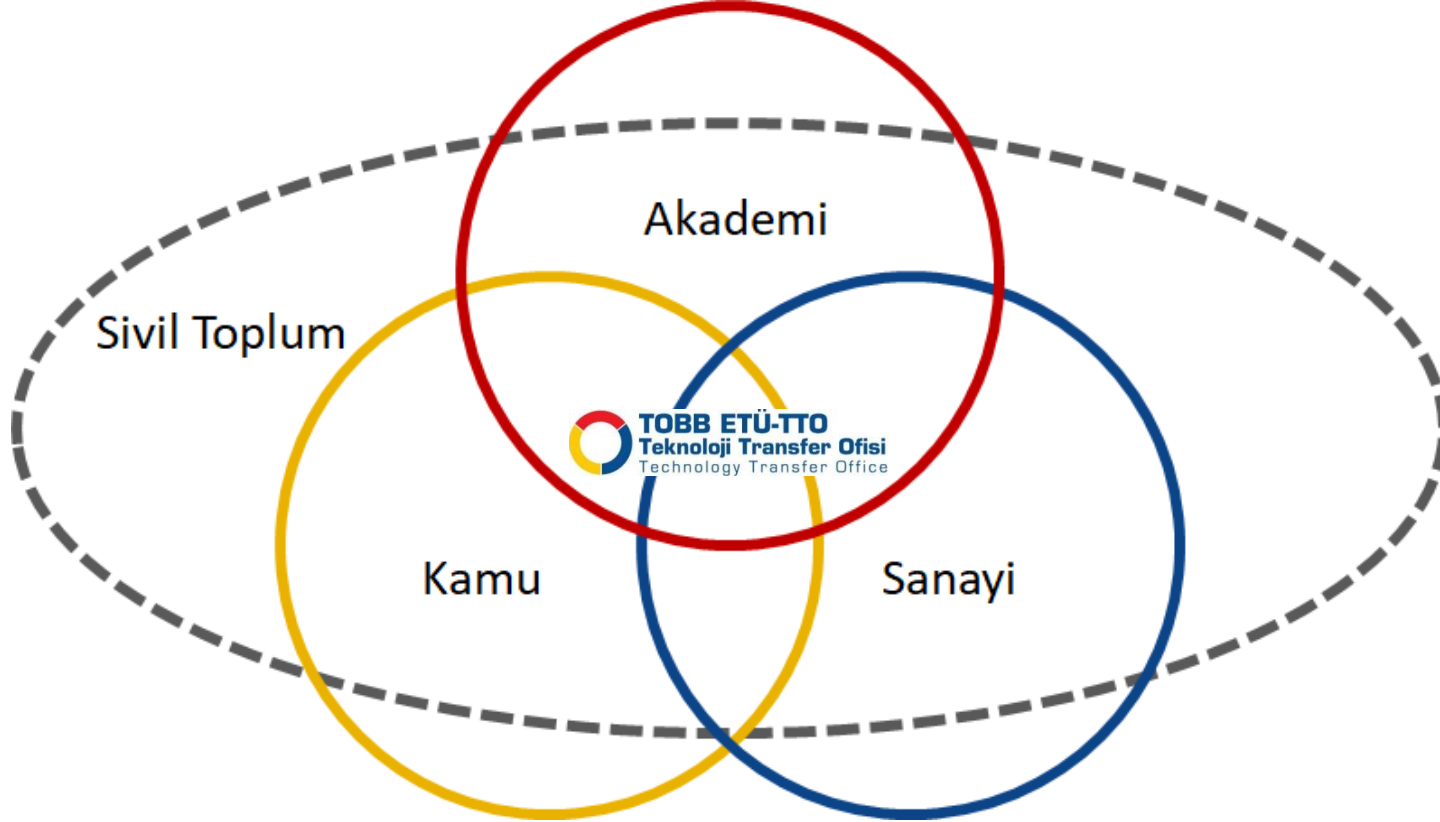 Akademi
Sivil Toplum
TOBB ETÜ-TTO
Teknoloji Transfer Ofisi
Technology Transfer Office
Kamu
Sanayi